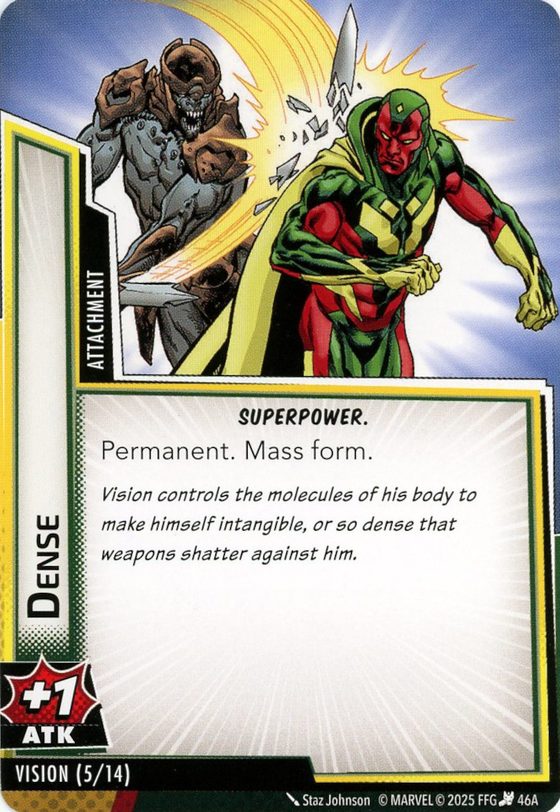 ATTACHMENT
DENSE
SUPERPOWER.
Permanent. Mass form.
Vision controls the molecules of his body to
make himself intangible, or so dense that
weapons shatter against him.
+1
ATK
VISION (5/14)
Staz Johnson © MARVEL © 2025 FFG 46A